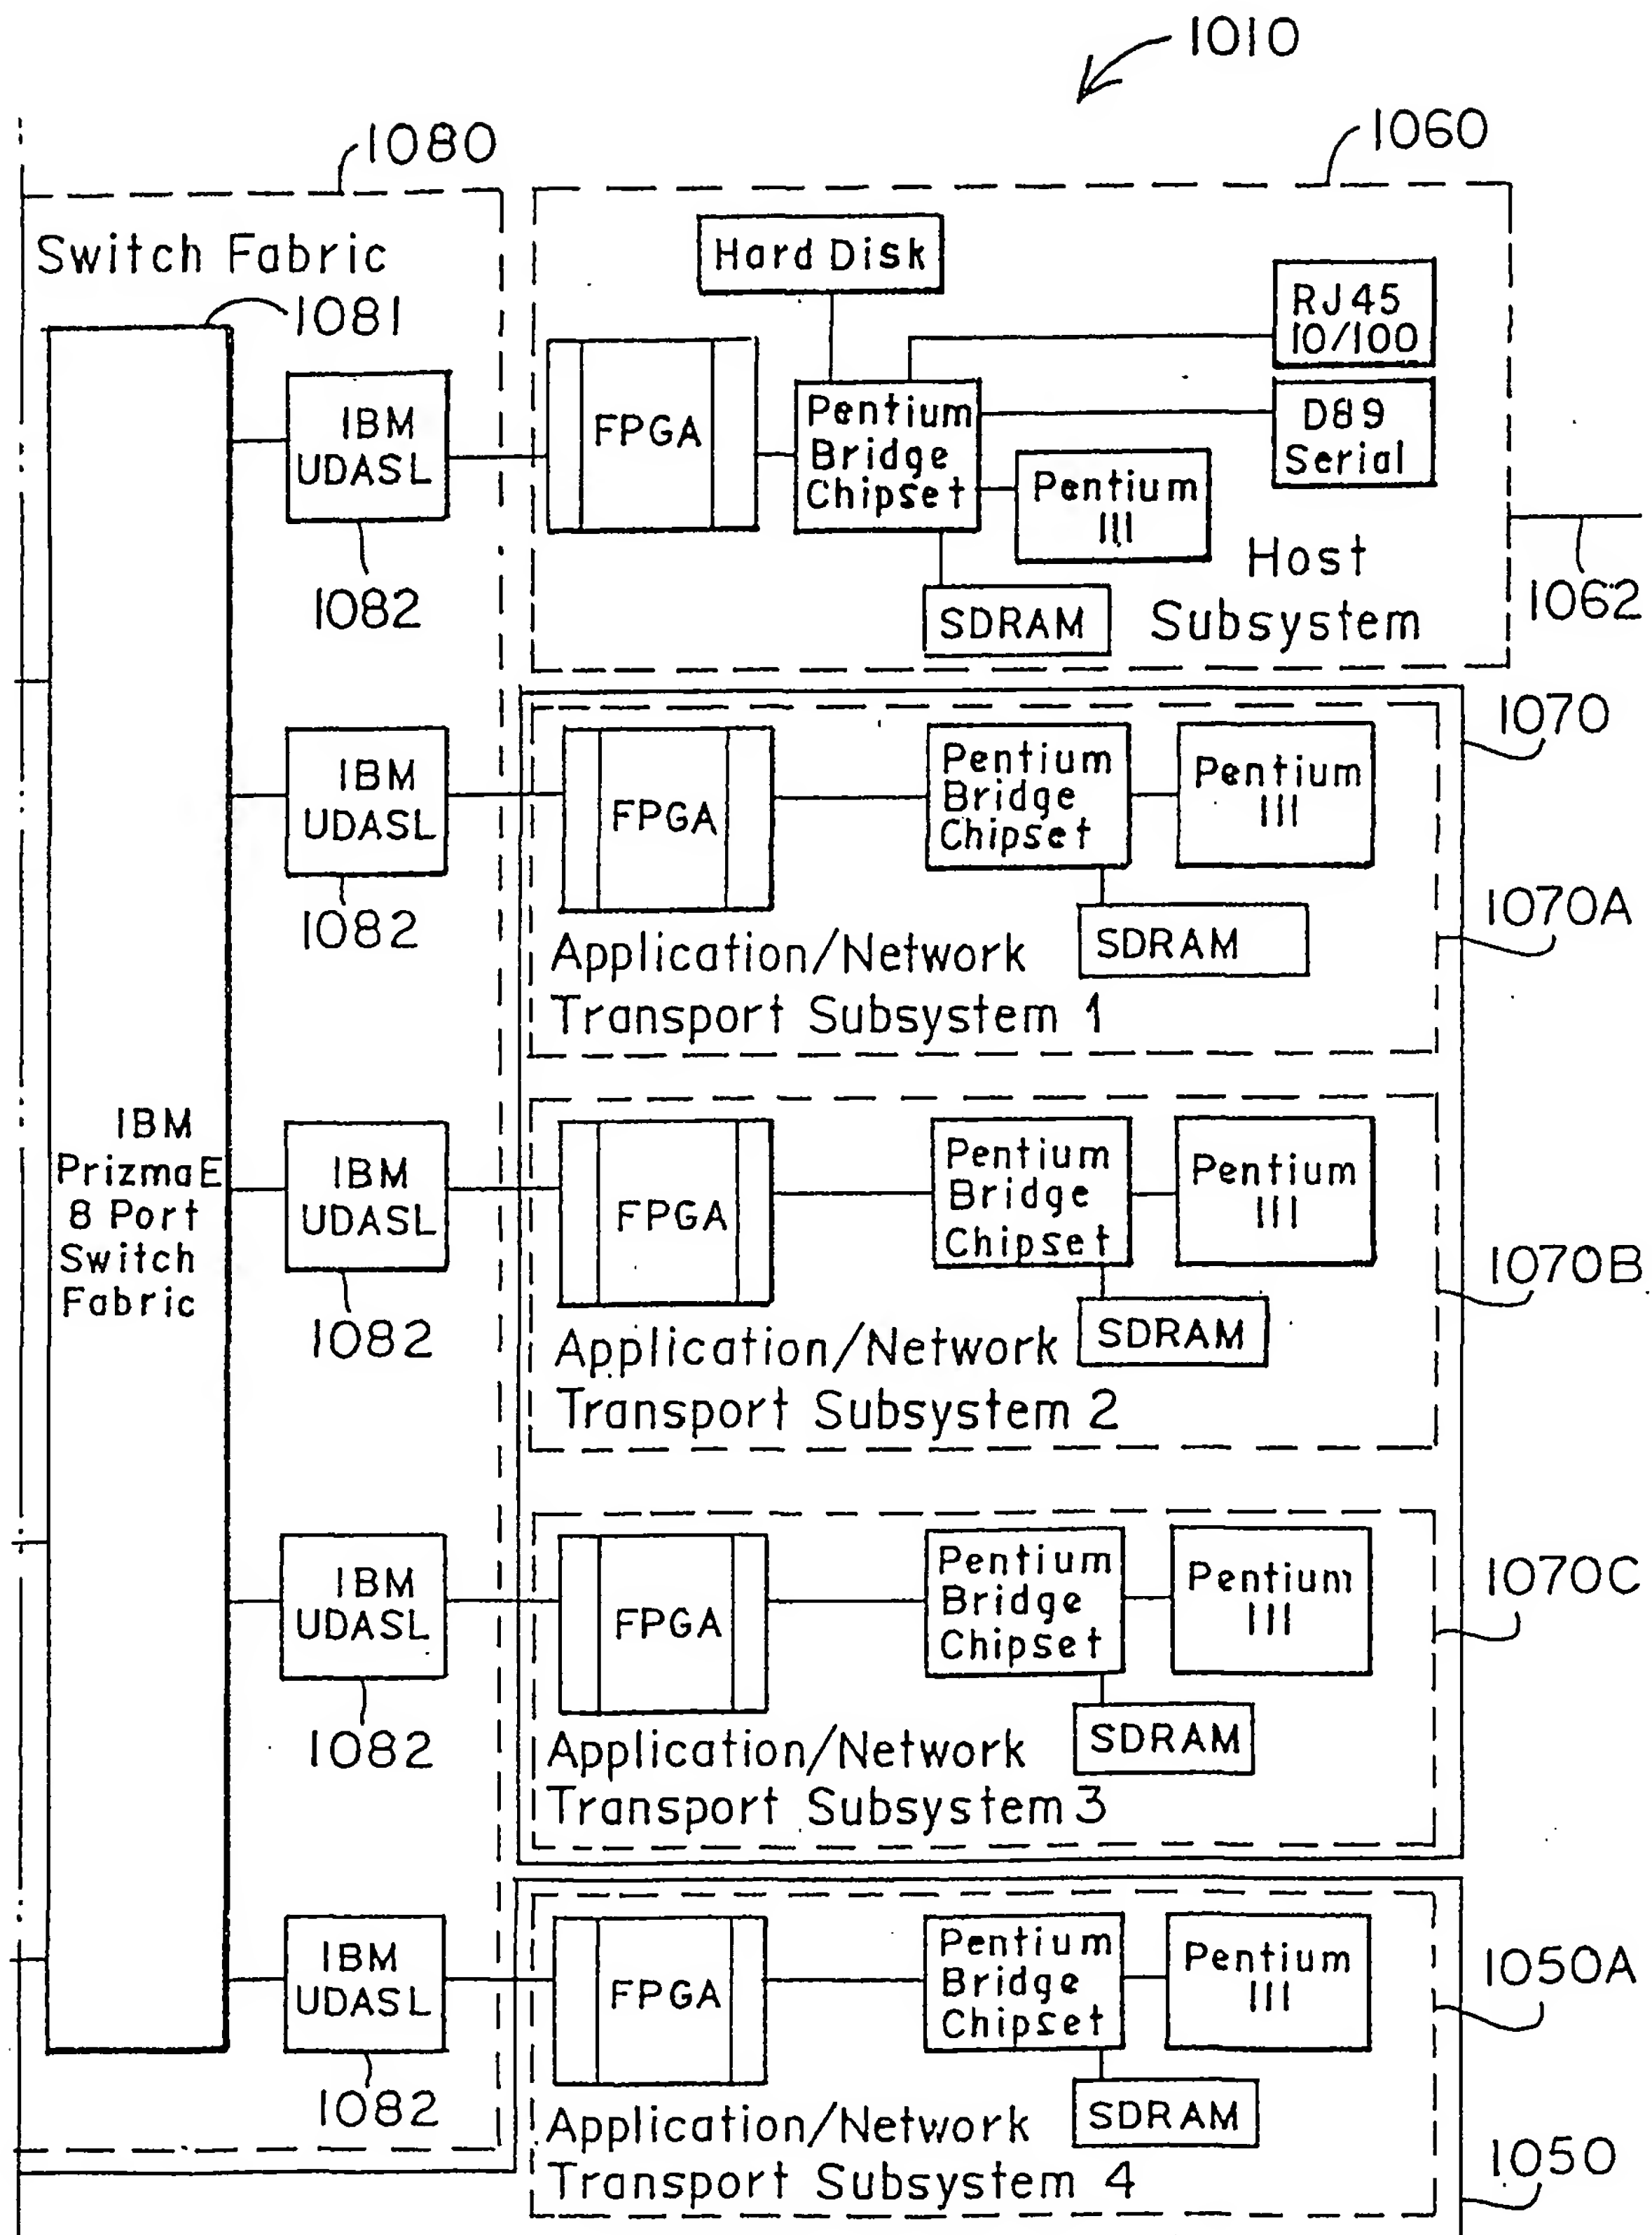 1010
1080
1060
Switch Fabric
1081
Hard Disk
RJ45
10/100
IBM
UDASL
FPGA
Pentium
Bridge
Chipset
D89
Serial
Pentium
III
1082
Host
Subsystem
SDRAM
1062
1070
IBM
UDASL
FPGA
Pentium
Bridge
Chipset
Pentium
III
1082
SDRAM
1070A
Application/Network
Transport Subsystem 1
IBM
PrizmaE
8 Port
Switch
Fabric
IBM
UDASL
FPGA
Pentium
Bridge
Chipset
Pentium
III
1070B
1082
SDRAM
Application/Network
Transport Subsystem 2
IBM
UDASL
FPGA
Pentium
Bridge
Chipset
Pentium
III
1070C
1082
SDRAM
Application/Network
Transport Subsystem 3
IBM
UDASL
FPGA
Pentium
Bridge
Chipset
Pentium
III
1050A
1082
SDRAM
Application/Network
Transport Subsystem 4
1050